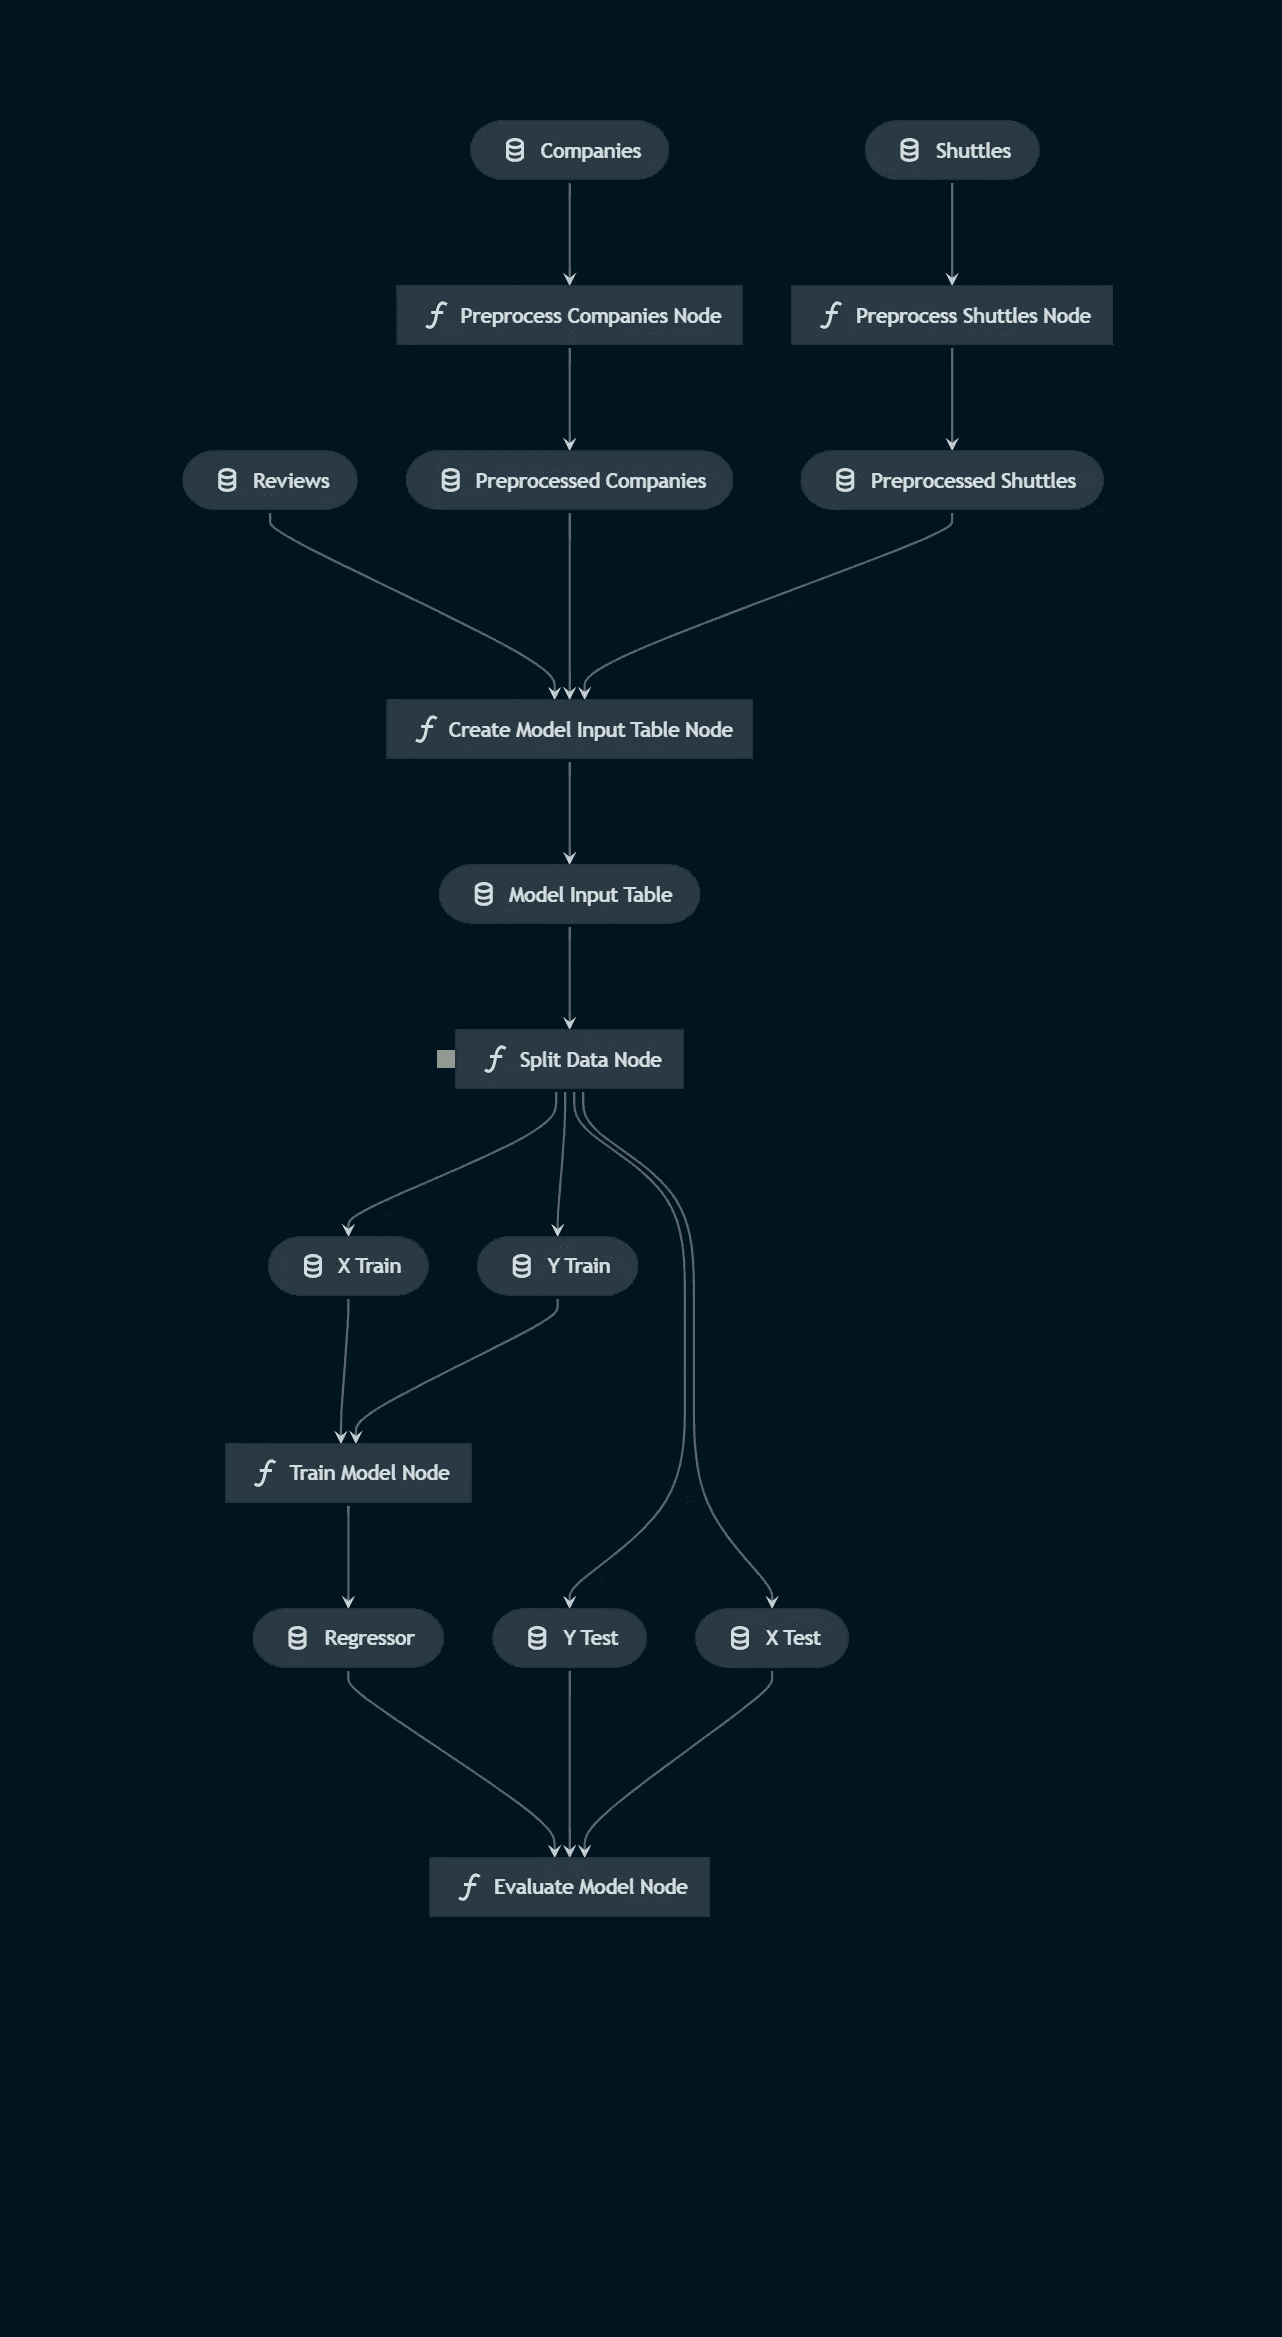 Companies
Shuttles
Preprocess Companies Node
Preprocess Shuttles Node
Reviews
Preprocessed Companies
Preprocessed Shuttles
Create Model Input Table Node
Model Input Table
Split Data Node
X Train
Y Train
Train Model Node
Regressor
Y Test
X Test
Evaluate Model Node